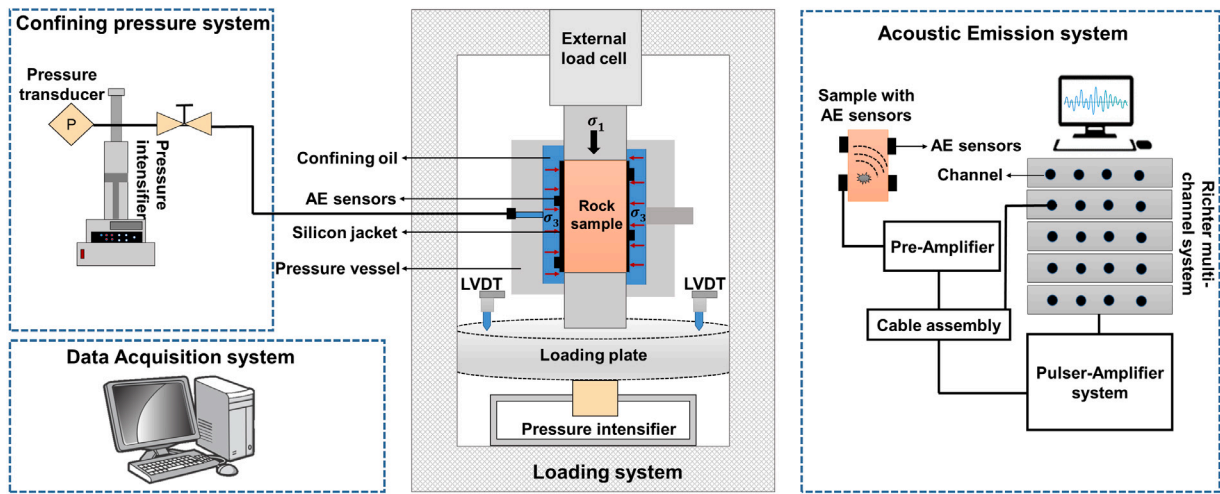 Confining pressure system
Pressure
transducer
P
Pressure
intensifier
External
load cell
σ1
Confining oil
AE sensors
Silicon jacket
Pressure vessel
Rock
sample
σ3
σ3
LVDT
LVDT
Loading plate
Pressure intensifier
Loading system
Data Acquisition system
Acoustic Emission system
Sample with
AE sensors
AE sensors
Channel
Richter multi-
channel system
Pre-Amplifier
Cable assembly
Pulser-Amplifier
system